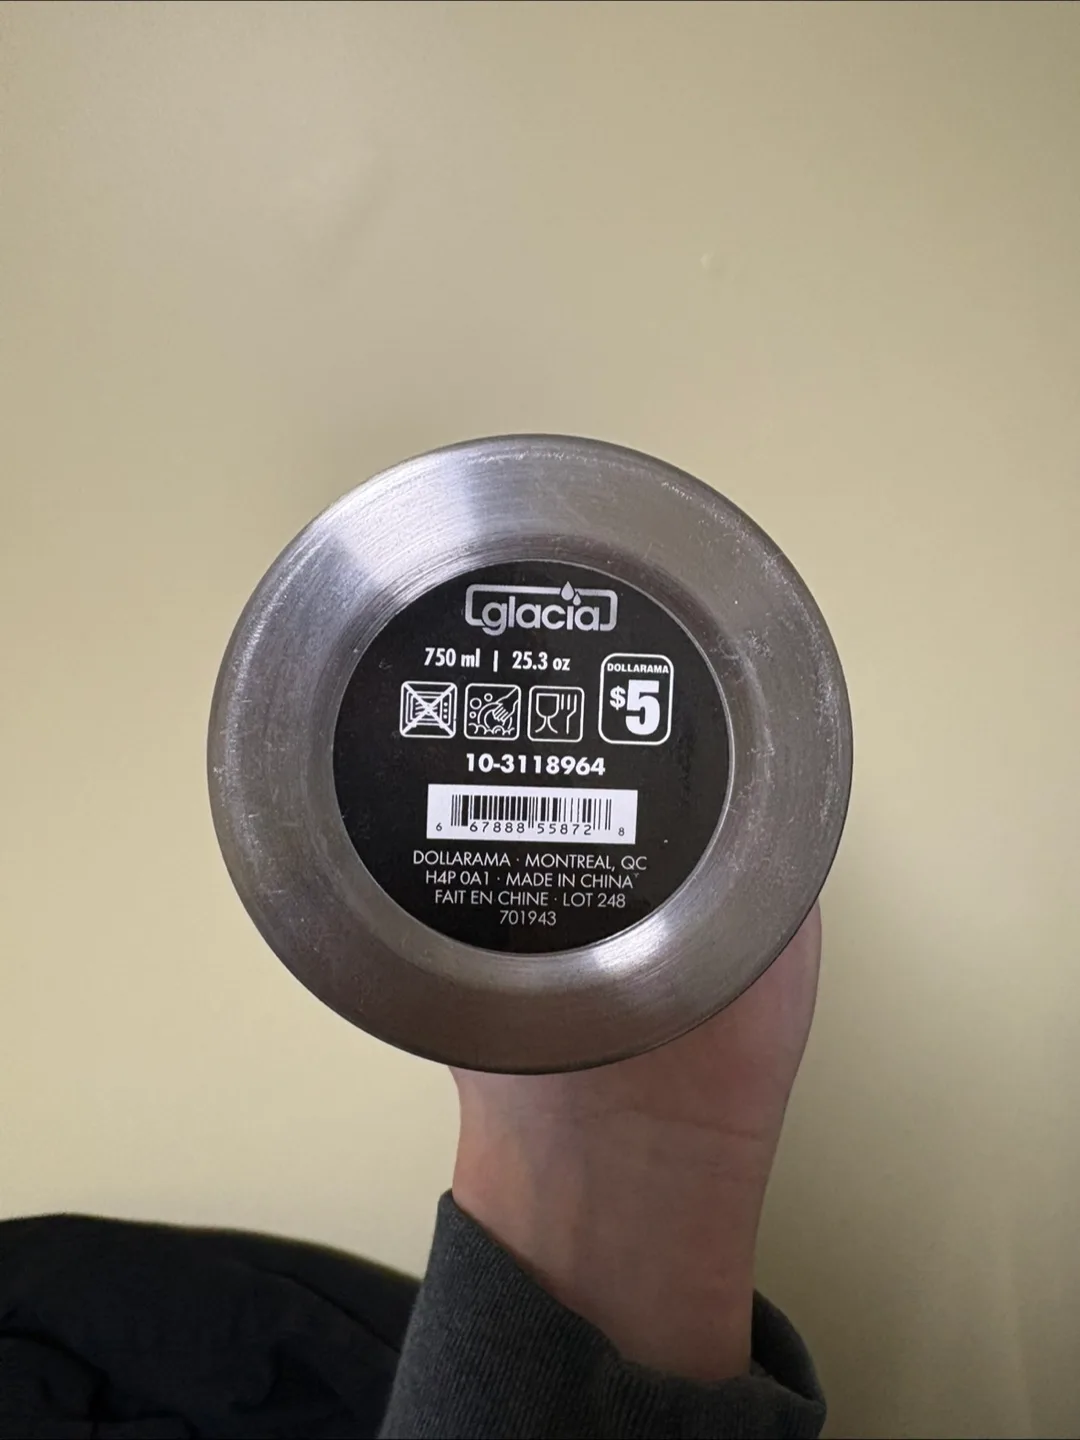 glacia
750 ml | 25.3 oz
DOLLARAMA
$5
10-3118964
6 67888 55872 8
DOLLARAMA · MONTREAL, QC
H4P 0A1 · MADE IN CHINA
FAIT EN CHINE · LOT 248
701943